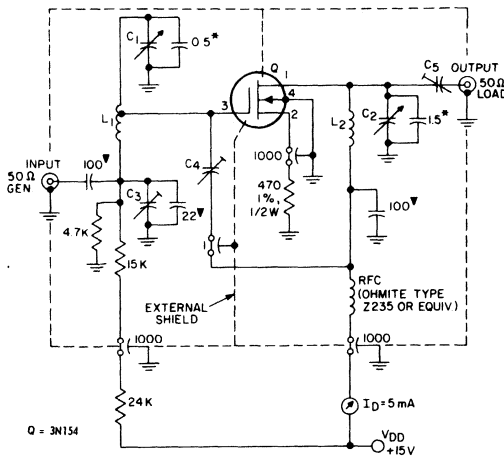 C1
0.5*
Q
1
C5
OUTPUT
50Ω
LOAD
3
4
2
L1
L2
C2
1.5*
INPUT
50Ω
GEN
100▼
C4
1000
C3
22▼
470
1%,
1/2W
100▼
4.7K
15K
1
EXTERNAL
SHIELD
RFC
(OHMITE TYPE
Z235 OR EQUIV.)
1000
1000
24K
ID=5mA
Q = 3N154
VDD
+15V